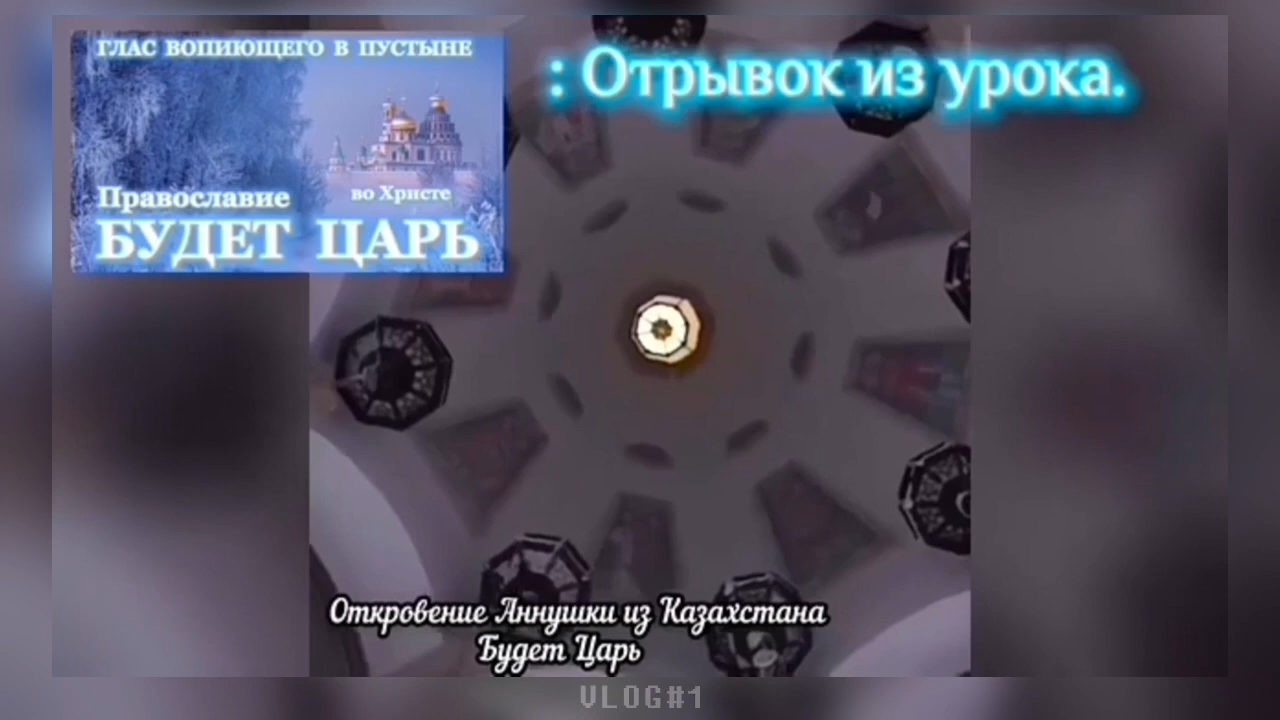 ГЛАС ВОПИЮЩЕГО В ПУСТЫНЕ
: Отрывок из урока.
Православие во Христе
БУДЕТ ЦАРЬ
Откровение Аннушки из Казахстана
Будет Царь
VLOG#1